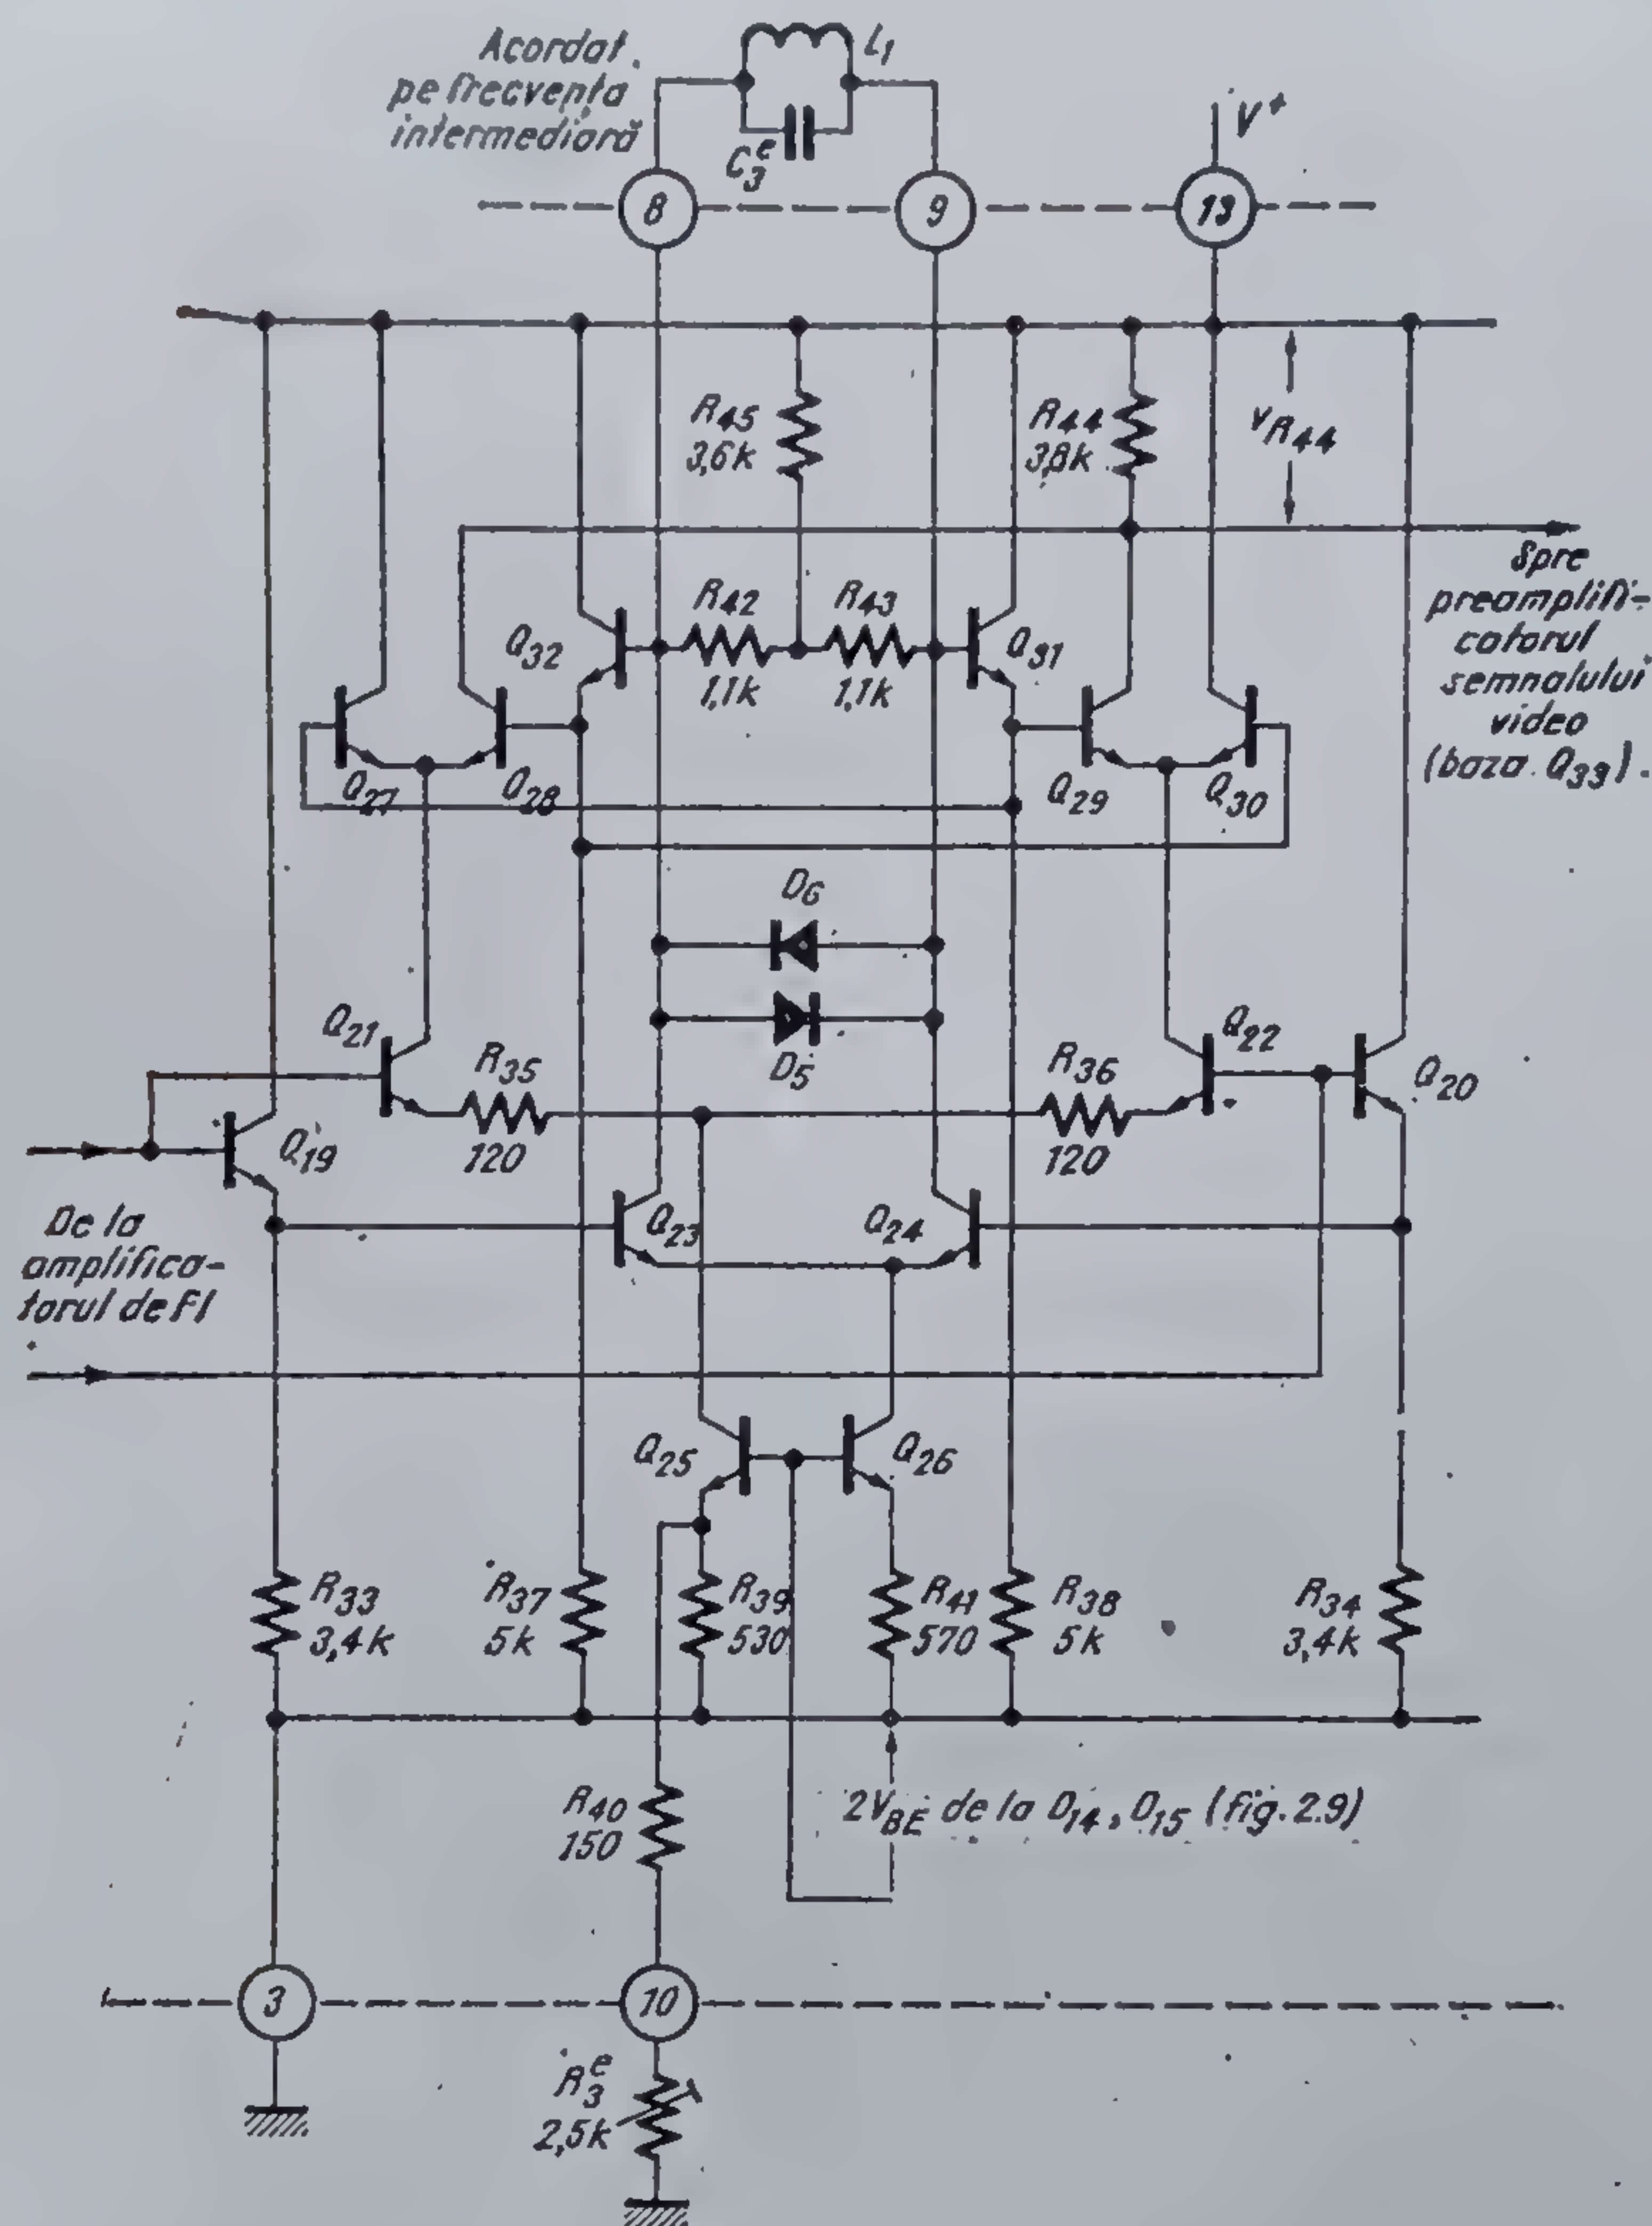 Acordat
pe frecvența
intermediară
L1
C3e
V+
8
9
13
R45
3,6k
R44
3,8k
vR44
Spre
preamplifi-
catorul
semnalului
video
(baza Q33).
R42
1,1k
R43
1,1k
Q32
Q31
Q27
Q28
Q29
Q30
D6
D5
Q21
R35
120
R36
120
Q22
Q20
Q19
De la
amplifica-
torul de FI
Q23
Q24
Q25
Q26
R33
3,4k
R37
5k
R39
530
R41
570
R38
5k
R34
3,4k
R40
150
2VBE de la D14, D15 (fig. 2.9)
3
10
R3e
2,5k